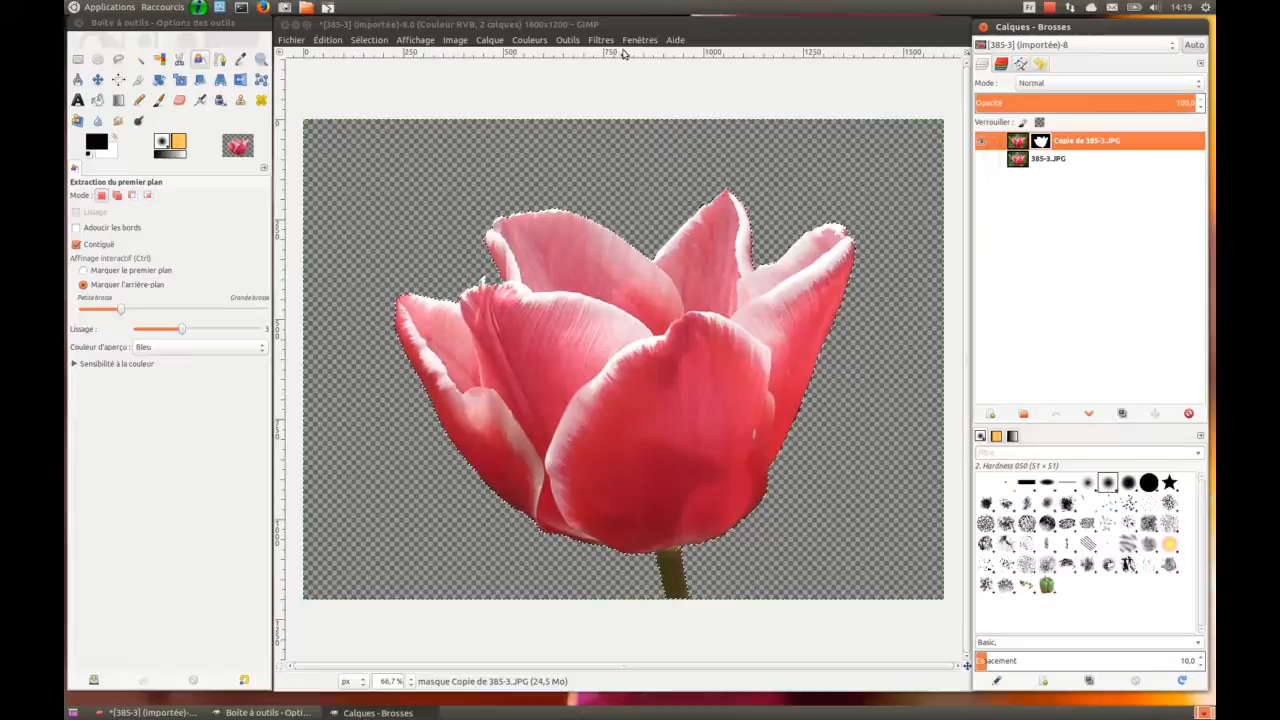 Applications Raccourcis
Fr 14:19
Boîte à outils - Options des outils
*[385-3] (importée)-8.0 (Couleur RVB, 2 calques) 1600x1200 – GIMP
Calques - Brosses
Fichier Édition Sélection Affichage Image Calque Couleurs Outils Filtres Fenêtres Aide
[385-3] (importée)-8 Auto
0 250 500 750 1000 1250 1500
Mode : Normal
Opacité 100,0
Verrouiller :
Copie de 385-3.JPG
385-3.JPG
Extraction du premier plan
Mode :
Lissage
Adoucir les bords
Contiguë
Affinage interactif (Ctrl)
Marquer le premier plan
Marquer l'arrière-plan
Petite brosse Grande brosse
Lissage : 3
Couleur d'aperçu : Bleu
Sensibilité à la couleur
filtre
2. Hardness 050 (51 × 51)
Basic,
Espacement 10,0
px 66,7 % masque Copie de 385-3.JPG (24,5 Mo)
*[385-3] (importée)-... Boîte à outils - Opti... Calques - Brosses